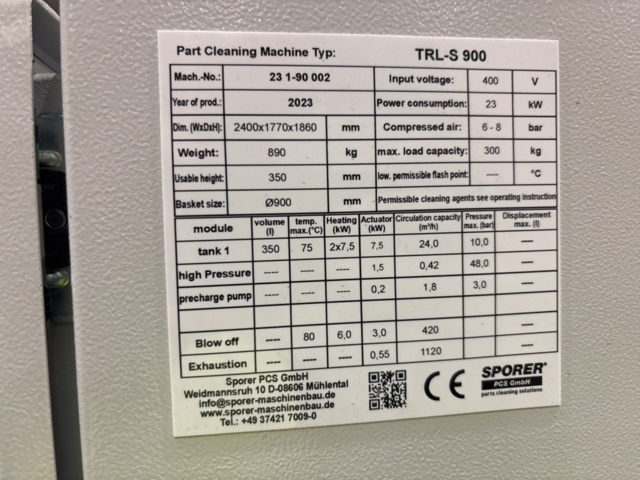 Part Cleaning Machine Typ: TRL-S 900
Mach.-No.: 23 1-90 002 Input voltage: 400 V
Year of prod.: 2023 Power consumption: 23 kW
Dim. (WxDxH): 2400x1770x1860 mm Compressed air: 6 - 8 bar
Weight: 890 kg max. load capacity: 300 kg
Usable height: 350 mm low. permissible flash point: ---- °C
Basket size: Ø900 mm Permissible cleaning agents see operating instruction
module volume (l) temp. max.(°C) Heating (kW) Actuator (kW) Circulation capacity (m³/h) Pressure max. (bar) Displacement max. (l)
tank 1 350 75 2x7,5 7,5 24,0 10,0 ----
high Pressure ---- ---- ---- 1,5 0,42 48,0 ----
precharge pump ---- ---- ---- 0,2 1,8 3,0 ----
Blow off ---- 80 6,0 3,0 420 ----
Exhaustion ---- 0,55 1120 ----
Sporer PCS GmbH
Weidmannsruh 10 D-08606 Mühlental
info@sporer-maschinenbau.de
www.sporer-maschinenbau.de
Tel.: +49 37421 7009-0
CE
SPORER®
PCS GmbH
parts cleaning solutions